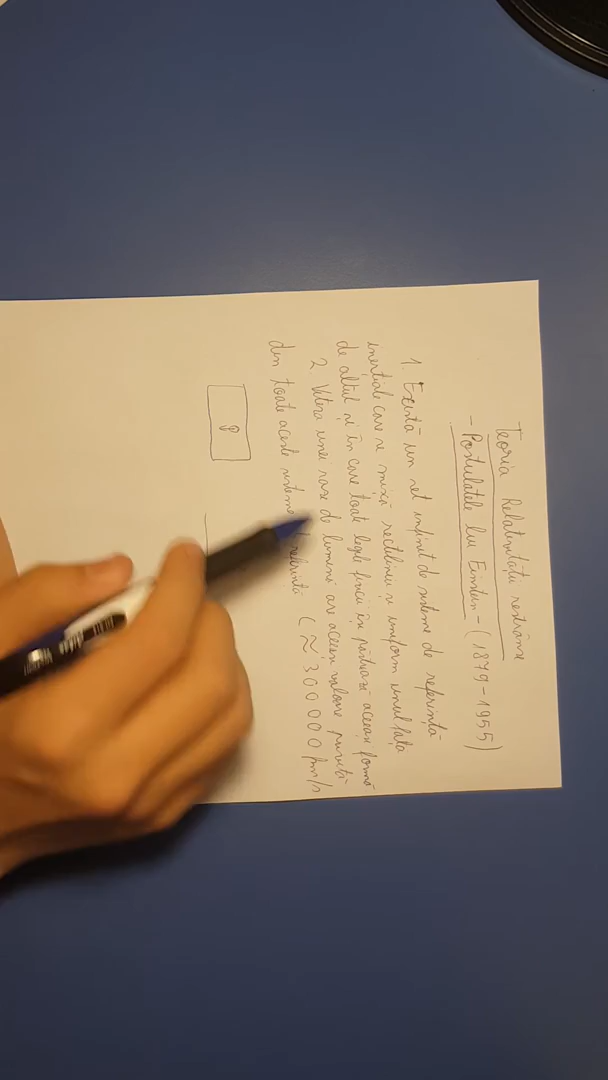 Teoria Relativității restrânse
- Postulatele lui Einstein - (1879-1955)
1. Există un set infinit de sisteme de referință
inerțiale care se mișcă rectiliniu și uniform unul față
de altul și în care toate legile fizicii își păstrează aceeași formă
2. Viteza unei raze de lumină are aceeași valoare privită
din toate aceste sisteme referință (≈300000 km/s
P